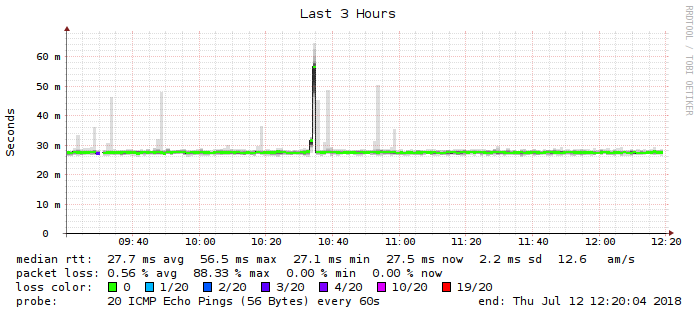 Last 3 Hours
RRDTOOL / TOBI OETIKER
Seconds
60 m
50 m
40 m
30 m
20 m
10 m
0
09:40 10:00 10:20 10:40 11:00 11:20 11:40 12:00 12:20
median rtt: 27.7 ms avg 56.5 ms max 27.1 ms min 27.5 ms now 2.2 ms sd 12.6 am/s
packet loss: 0.56 % avg 88.33 % max 0.00 % min 0.00 % now
loss color: 0 1/20 2/20 3/20 4/20 10/20 19/20
probe: 20 ICMP Echo Pings (56 Bytes) every 60s end: Thu Jul 12 12:20:04 2018